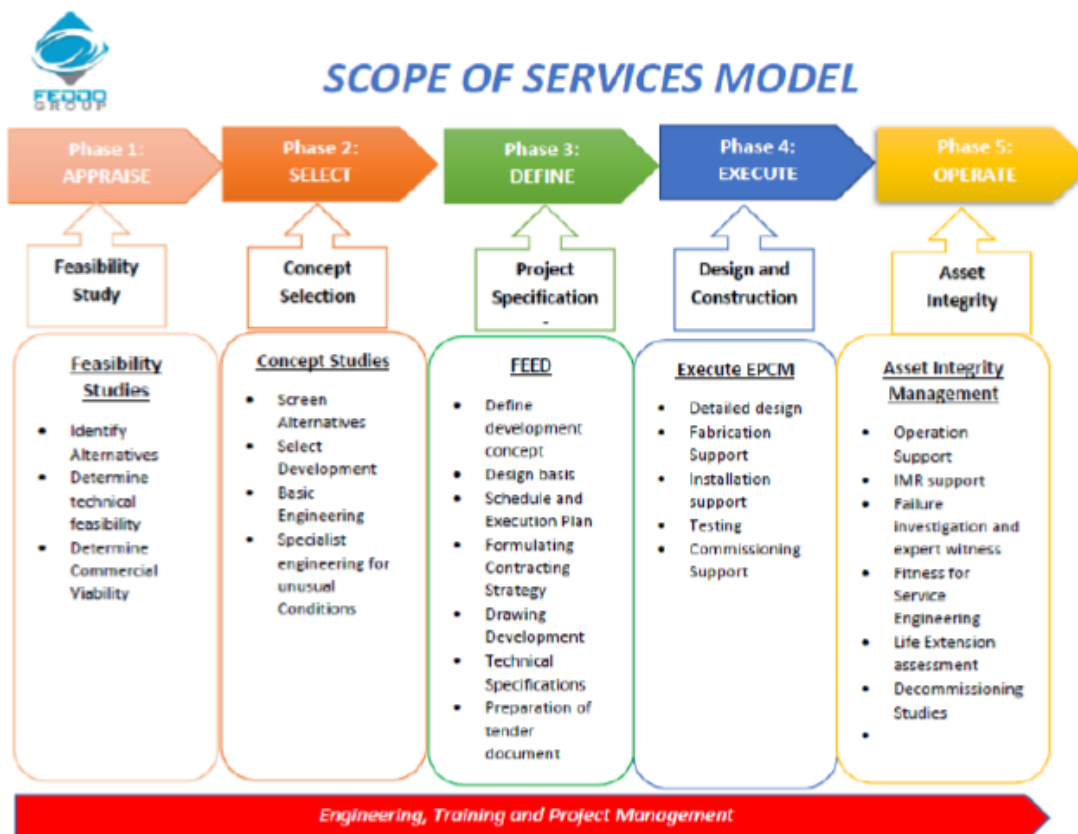 FEDDO
GROUP
SCOPE OF SERVICES MODEL
Phase 1:
APPRAISE
Phase 2:
SELECT
Phase 3:
DEFINE
Phase 4:
EXECUTE
Phase 5:
OPERATE
Feasibility
Study
Concept
Selection
Project
Specification
-
Design and
Construction
Asset
Integrity
Feasibility
Studies
• Identify
Alternatives
• Determine
technical
feasibility
• Determine
Commercial
Viability
Concept Studies
• Screen
Alternatives
• Select
Development
• Basic
Engineering
• Specialist
engineering for
unusual
Conditions
FEED
• Define
development
concept
• Design basis
• Schedule and
Execution Plan
• Formulating
Contracting
Strategy
• Drawing
Development
• Technical
Specifications
• Preparation of
tender
document
Execute EPCM
• Detailed design
• Fabrication
Support
• Installation
support
• Testing
• Commissioning
Support
Asset Integrity
Management
• Operation
Support
• IMR support
• Failure
investigation and
expert witness
• Fitness for
Service
Engineering
• Life Extension
assessment
• Decommissioning
Studies
•
Engineering, Training and Project Management